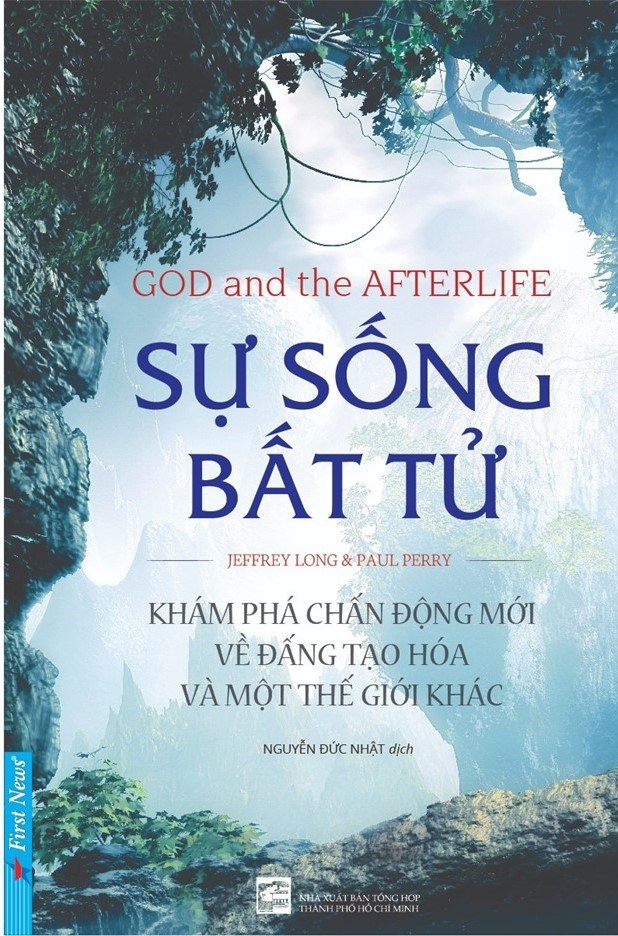 GOD and the AFTERLIFE
SỰ SỐNG
BẤT TỬ
JEFFREY LONG & PAUL PERRY
KHÁM PHÁ CHẤN ĐỘNG MỚI
VỀ ĐẤNG TẠO HÓA
VÀ MỘT THẾ GIỚI KHÁC
NGUYỄN ĐỨC NHẬT dịch
First News
NHÀ XUẤT BẢN TỔNG HỢP
THÀNH PHỐ HỒ CHÍ MINH